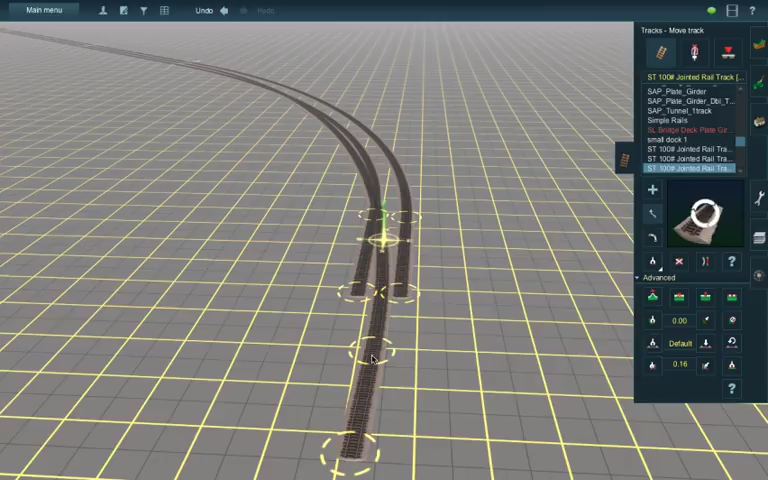 Main menu
Undo
Redo
Tracks - Move track
ST 100# Jointed Rail Track [...
SAP_Plate_Girder
SAP_Plate_Girder_Dbl_T...
SAP_Tunnel_1track
Simple Rails
SL Bridge Deck Plate Gir...
small dock 1
ST 100# Jointed Rail Tra...
ST 100# Jointed Rail Tra...
ST 100# Jointed Rail Tra...
?
Advanced
0.00
Default
0.16
?